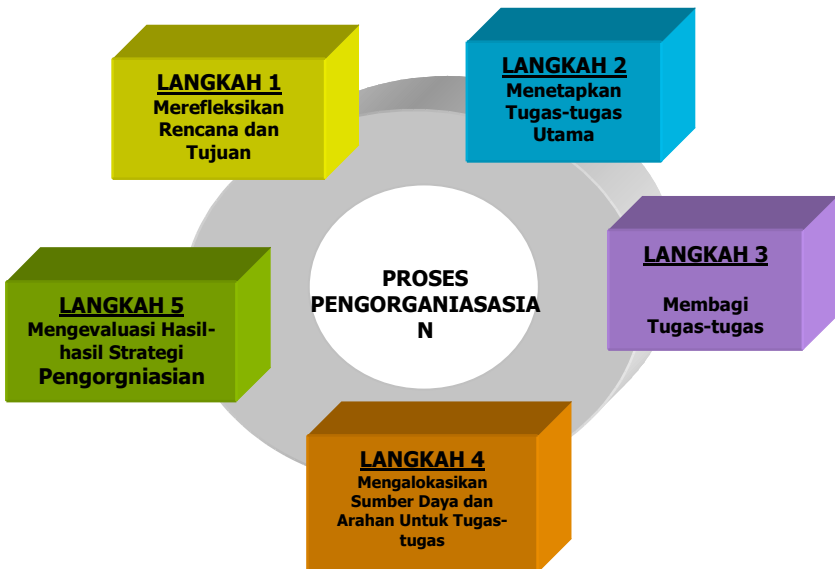 LANGKAH 1
Merefleksikan
Rencana dan
Tujuan
LANGKAH 2
Menetapkan
Tugas-tugas
Utama
LANGKAH 3
Membagi
Tugas-tugas
LANGKAH 4
Mengalokasikan
Sumber Daya dan
Arahan Untuk Tugas-
tugas
LANGKAH 5
Mengevaluasi Hasil-
hasil Strategi
Pengorgniasian
PROSES
PENGORGANIASASIA
N